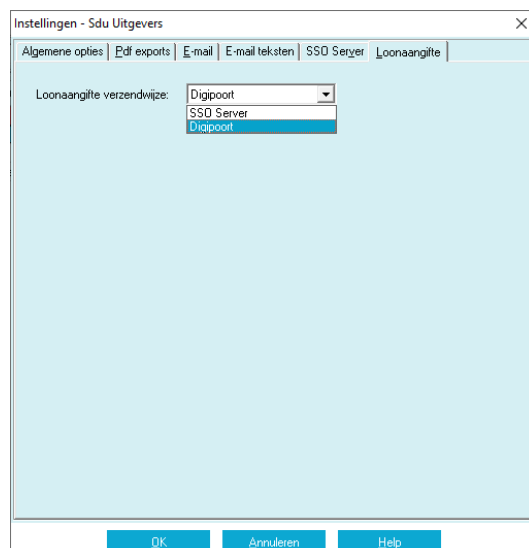 Instellingen - Sdu Uitgevers
Algemene opties Pdf exports E-mail E-mail teksten SSO Server Loonaangifte
Loonaangifte verzendwijze: Digipoort
SSO Server
Digipoort
OK Annuleren Help